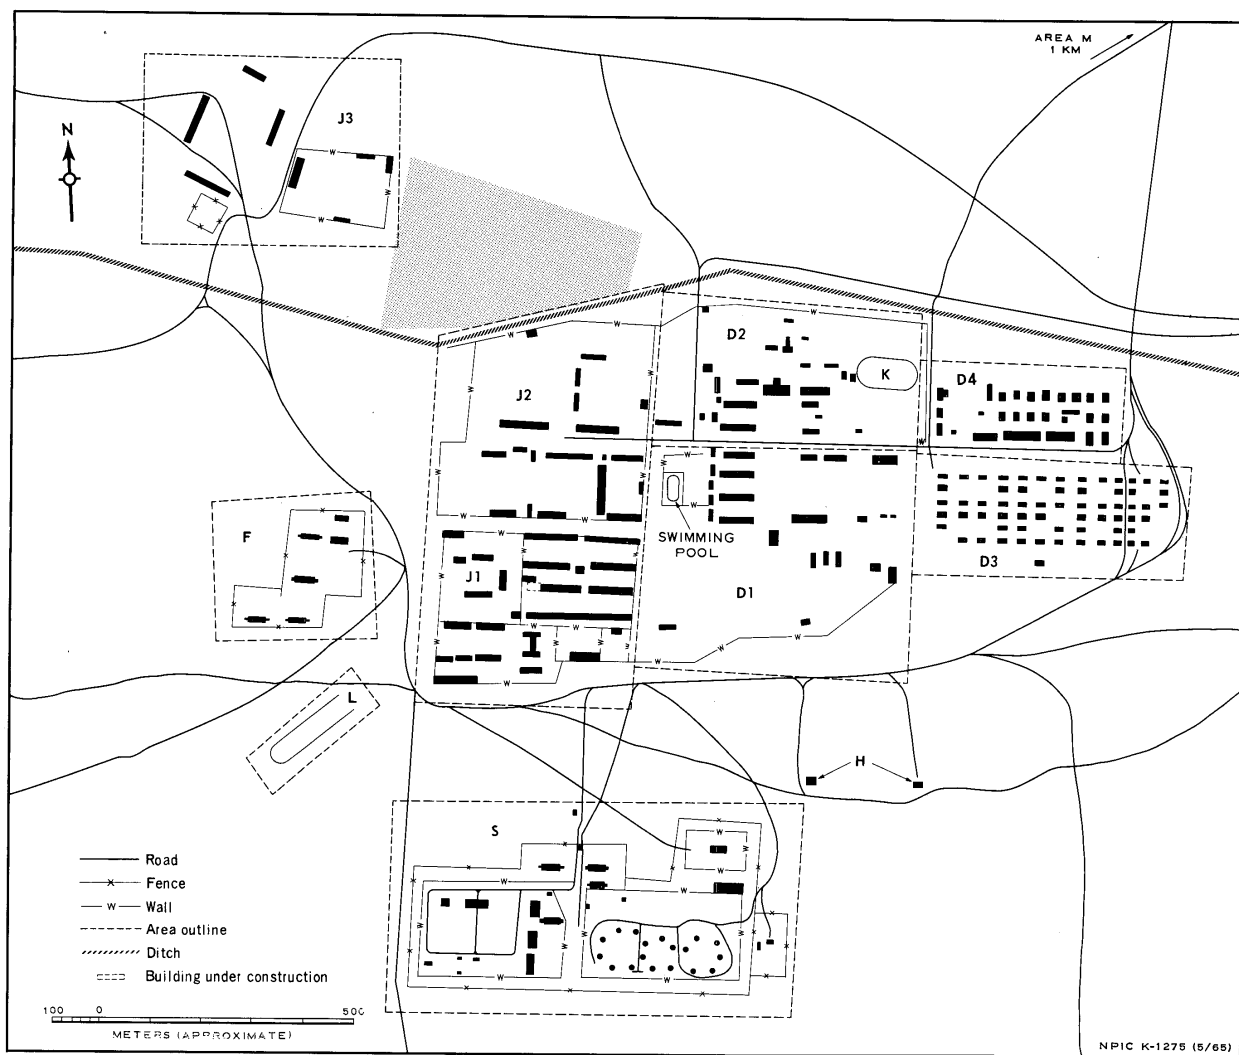 AREA M
1 KM
N
J3
D2
K
D4
J2
SWIMMING
POOL
D3
F
J1
D1
L
H
S
Road
x Fence
W Wall
Area outline
Ditch
Building under construction
100 0 500
METERS (APPROXIMATE)
NPIC K-1275 (5/65)